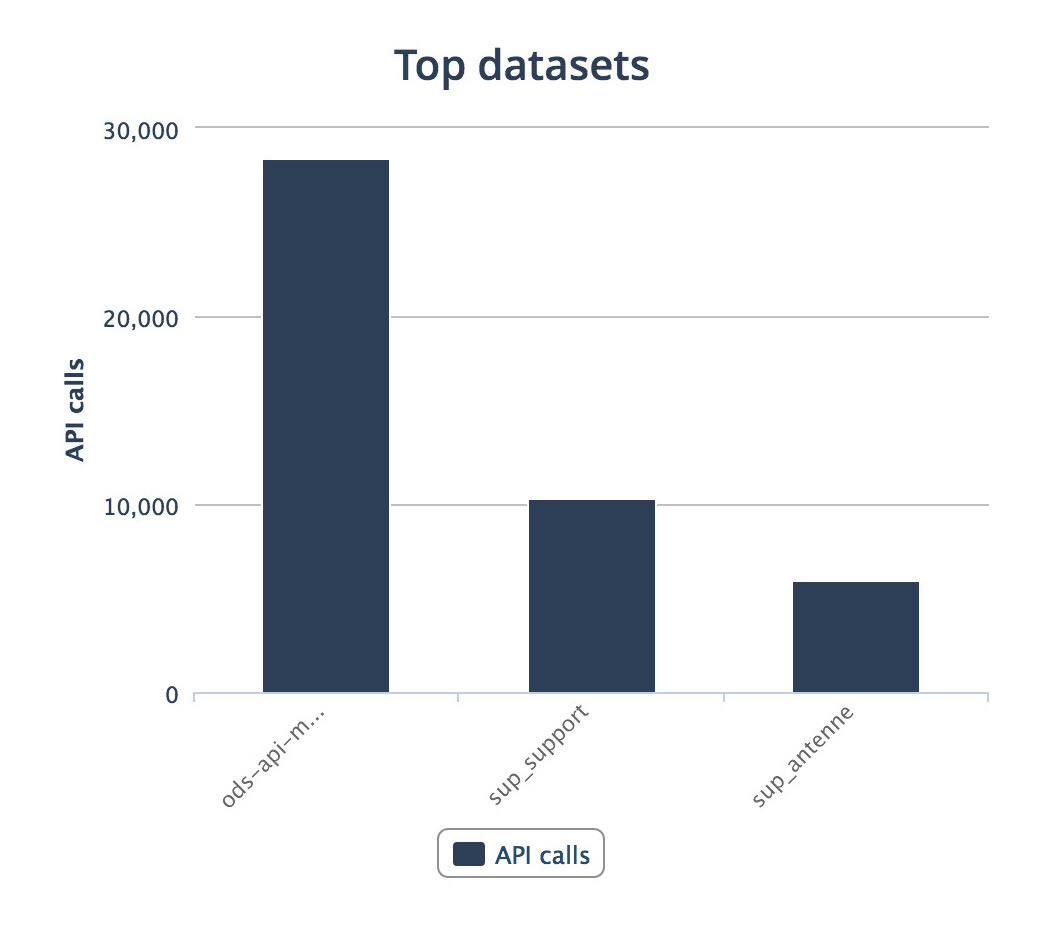 Top datasets
30,000
20,000
10,000
0
API calls
ods-api-m...
sup_support
sup_antenne
API calls